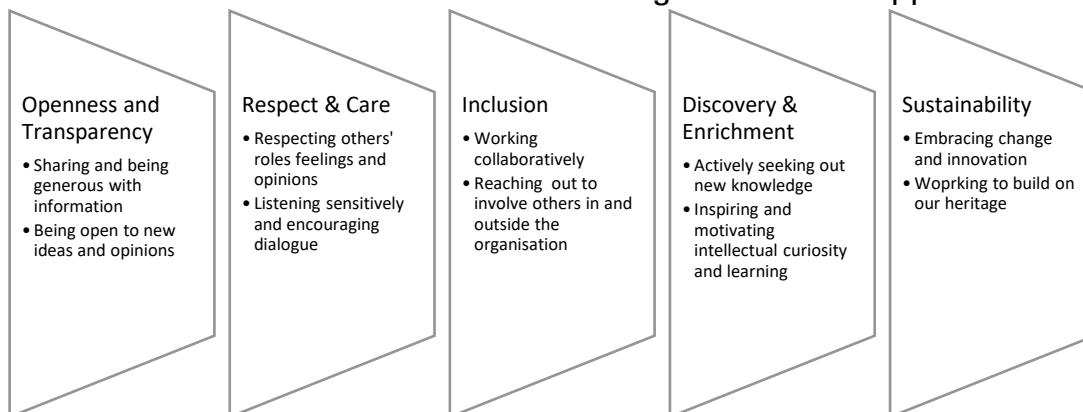 Openness and
Transparency
• Sharing and being
generous with
information
• Being open to new
ideas and opinions
Respect & Care
• Respecting others'
roles feelings and
opinions
• Listening sensitively
and encouraging
dialogue
Inclusion
• Working
collaboratively
• Reaching out to
involve others in and
outside the
organisation
Discovery &
Enrichment
• Actively seeking out
new knowledge
• Inspiring and
motivating
intellectual curiosity
and learning
Sustainability
• Embracing change
and innovation
• Woprking to build on
our heritage